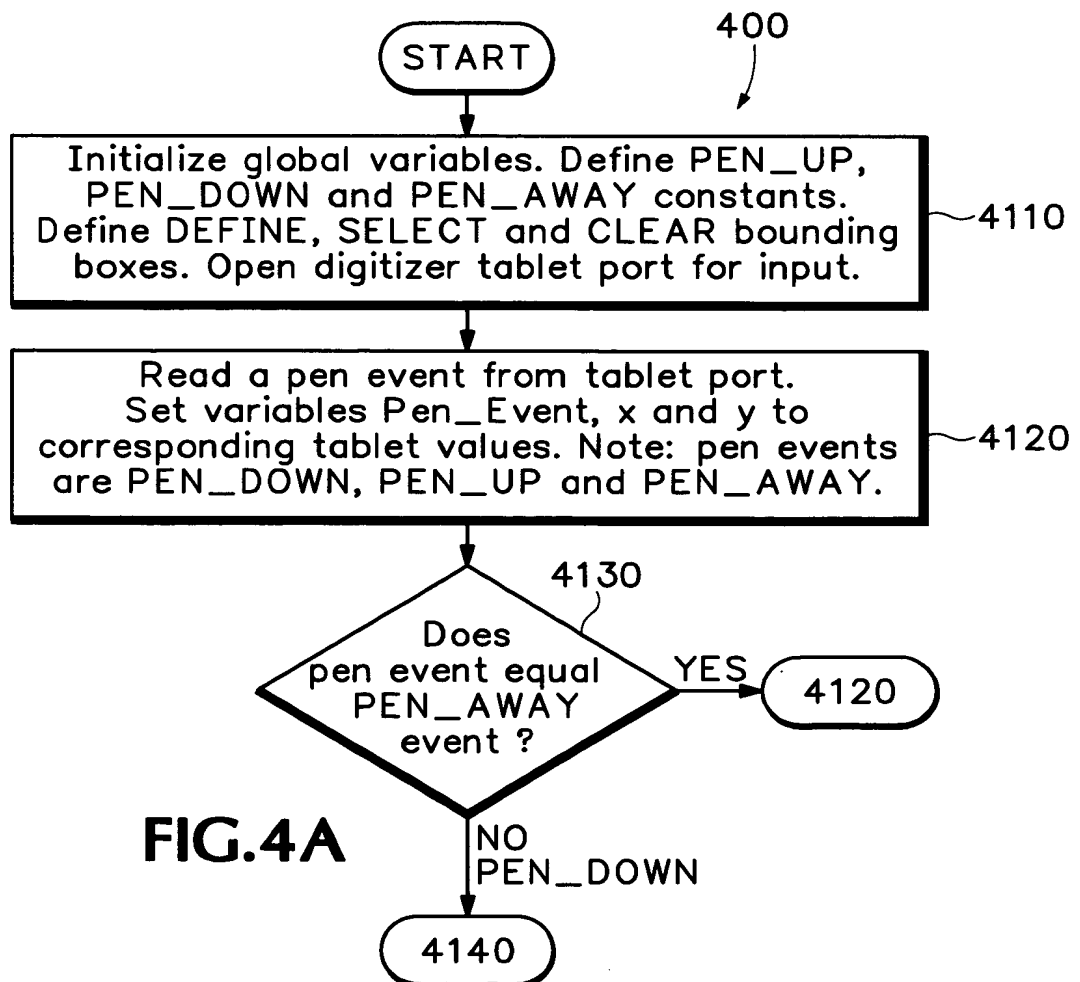 400
START
Initialize global variables. Define PEN_UP,
PEN_DOWN and PEN_AWAY constants.
Define DEFINE, SELECT and CLEAR bounding
boxes. Open digitizer tablet port for input.
4110
Read a pen event from tablet port.
Set variables Pen_Event, x and y to
corresponding tablet values. Note: pen events
are PEN_DOWN, PEN_UP and PEN_AWAY.
4120
4130
Does
pen event equal
PEN_AWAY
event ?
YES
4120
FIG.4A
NO
PEN_DOWN
4140